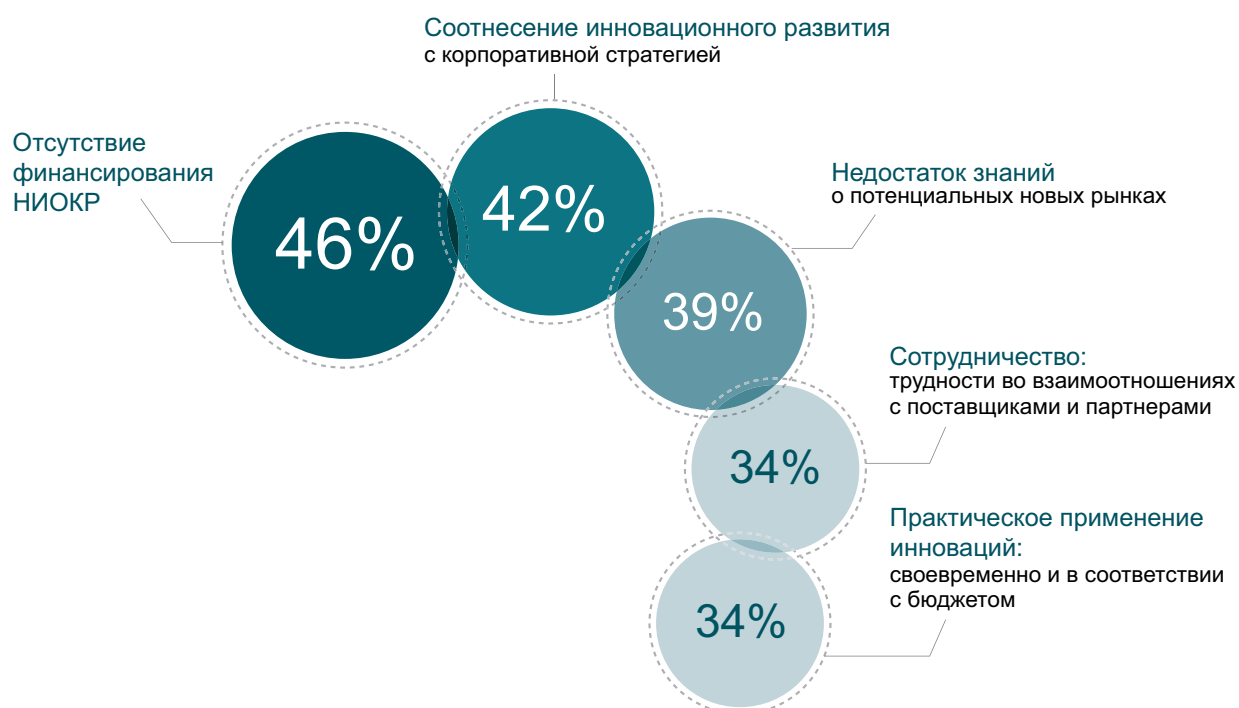 Соотнесение инновационного развития
с корпоративной стратегией
Отсутствие
финансирования
НИОКР
46%
42%
Недостаток знаний
о потенциальных новых рынках
39%
Сотрудничество:
трудности во взаимоотношениях
с поставщиками и партнерами
34%
Практическое применение
инноваций:
своевременно и в соответствии
с бюджетом
34%